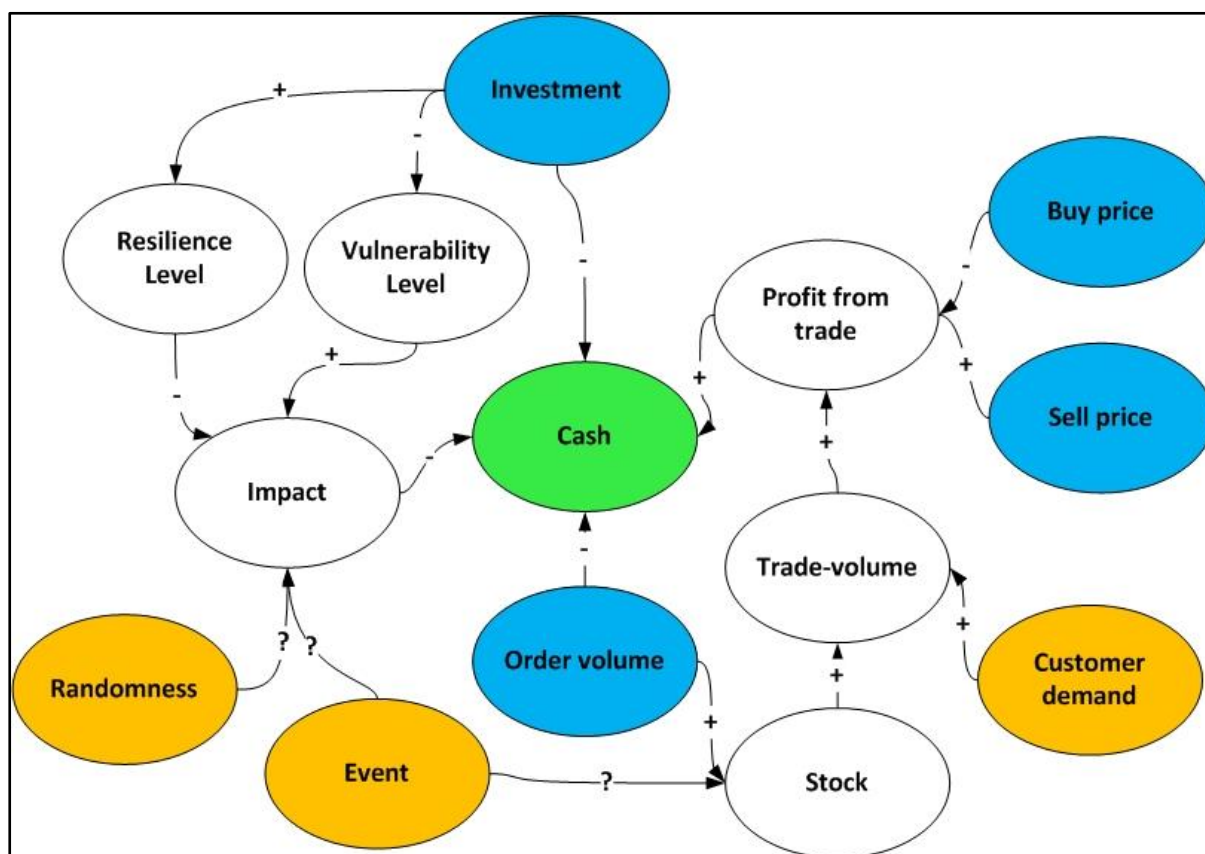 Investment
+
-
Resilience
Level
Vulnerability
Level
-
Buy price
-
Profit from
trade
+
Sell price
+
-
+
Cash
-
Impact
+
-
Trade-volume
+
?
?
Randomness
Order volume
+
+
Customer
demand
Event
?
Stock